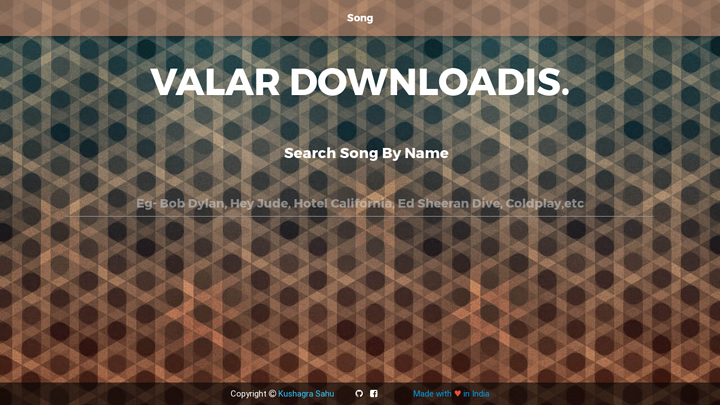 Song
VALAR DOWNLOADIS.
Search Song By Name
Eg- Bob Dylan, Hey Jude, Hotel California, Ed Sheeran Dive, Coldplay,etc
Copyright © Kushagra Sahu Made with ♥ in India